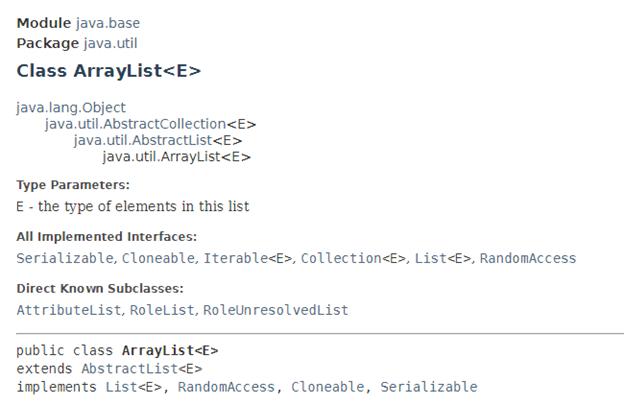 Module java.base
Package java.util
Class ArrayList<E>
java.lang.Object
java.util.AbstractCollection<E>
java.util.AbstractList<E>
java.util.ArrayList<E>
Type Parameters:
E - the type of elements in this list
All Implemented Interfaces:
Serializable, Cloneable, Iterable<E>, Collection<E>, List<E>, RandomAccess
Direct Known Subclasses:
AttributeList, RoleList, RoleUnresolvedList
public class ArrayList<E>
extends AbstractList<E>
implements List<E>, RandomAccess, Cloneable, Serializable